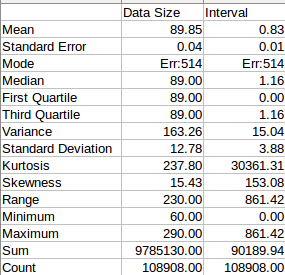 Data Size Interval
Mean 89.85 0.83
Standard Error 0.04 0.01
Mode Err:514 Err:514
Median 89.00 1.16
First Quartile 89.00 0.00
Third Quartile 89.00 1.16
Variance 163.26 15.04
Standard Deviation 12.78 3.88
Kurtosis 237.80 30361.31
Skewness 15.43 153.08
Range 230.00 861.42
Minimum 60.00 0.00
Maximum 290.00 861.42
Sum 9785130.00 90189.94
Count 108908.00 108908.00